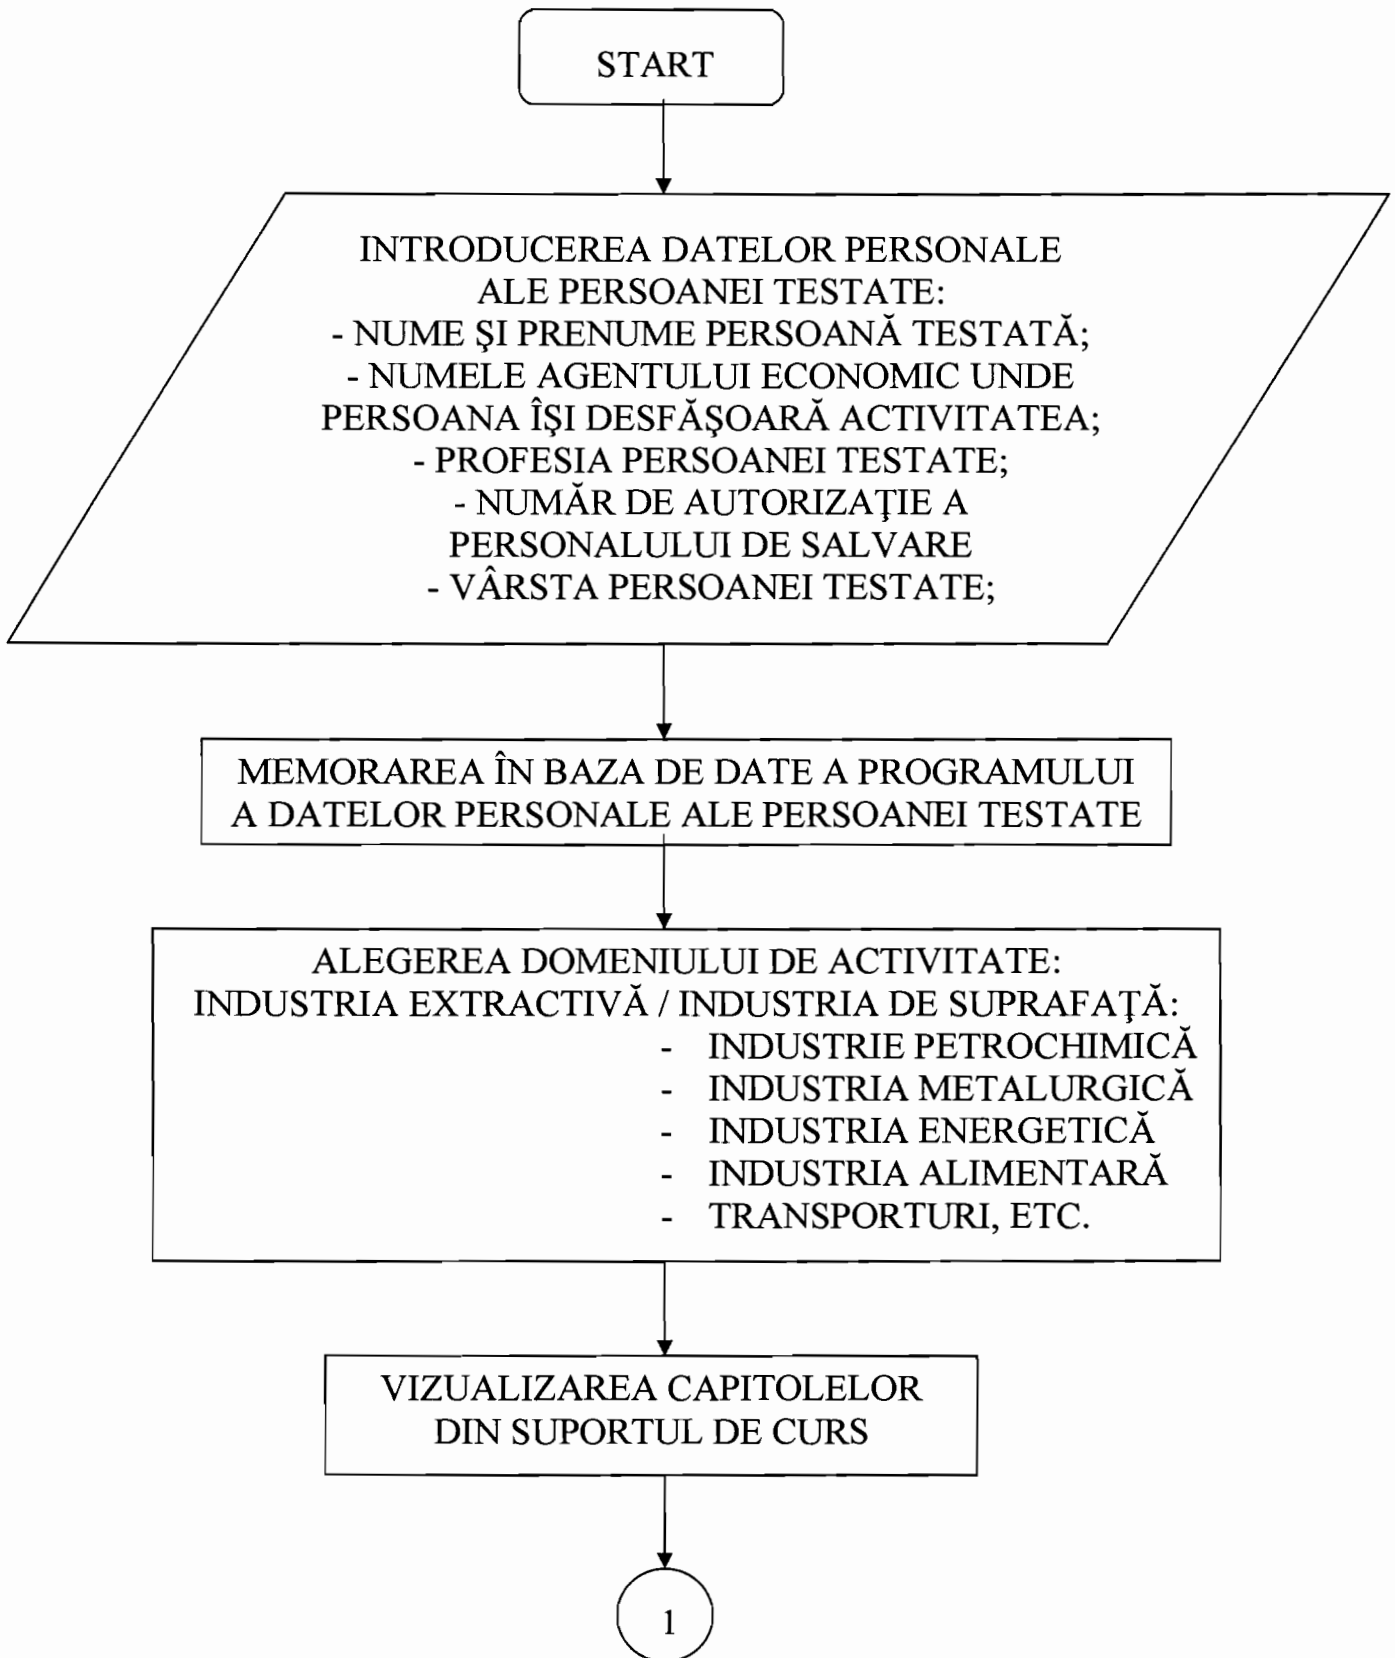 START
INTRODUCEREA DATELOR PERSONALE
ALE PERSOANEI TESTATE:
- NUME ŞI PRENUME PERSOANĂ TESTATĂ;
- NUMELE AGENTULUI ECONOMIC UNDE
PERSOANA ÎŞI DESFĂŞOARĂ ACTIVITATEA;
- PROFESIA PERSOANEI TESTATE;
- NUMĂR DE AUTORIZAŢIE A
PERSONALULUI DE SALVARE
- VÂRSTA PERSOANEI TESTATE;
MEMORAREA ÎN BAZA DE DATE A PROGRAMULUI
A DATELOR PERSONALE ALE PERSOANEI TESTATE
ALEGEREA DOMENIULUI DE ACTIVITATE:
INDUSTRIA EXTRACTIVĂ / INDUSTRIA DE SUPRAFAŢĂ:
- INDUSTRIE PETROCHIMICĂ
- INDUSTRIA METALURGICĂ
- INDUSTRIA ENERGETICĂ
- INDUSTRIA ALIMENTARĂ
- TRANSPORTURI, ETC.
VIZUALIZAREA CAPITOLELOR
DIN SUPORTUL DE CURS
1